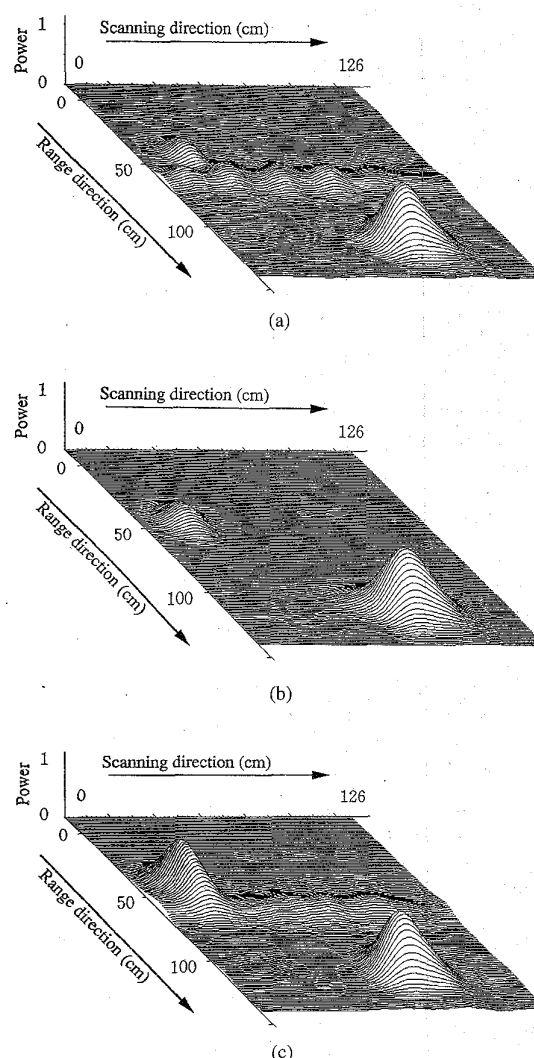 Power
1
0
Scanning direction (cm)
0
126
0
50
100
Range direction (cm)
(a)
Power
1
0
Scanning direction (cm)
0
126
0
50
100
Range direction (cm)
(b)
Power
1
0
Scanning direction (cm)
0
126
0
50
100
Range direction (cm)
(c)